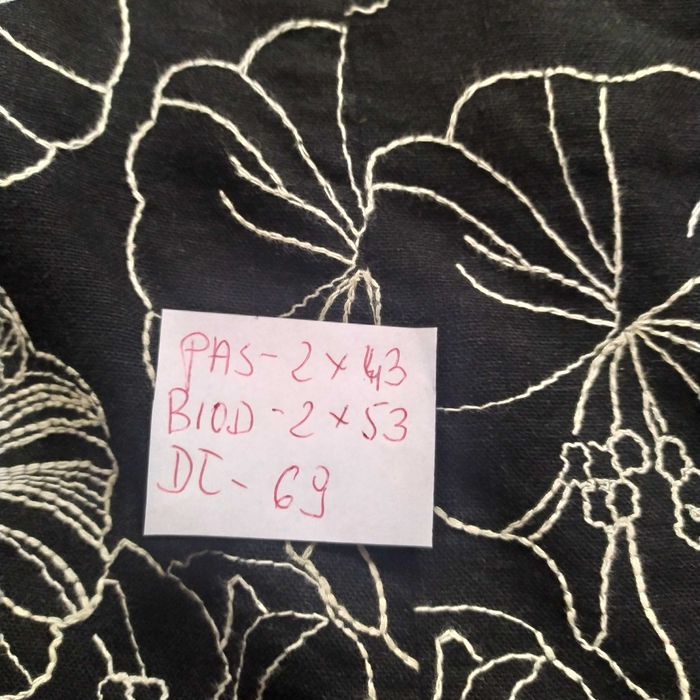 PAS - 2 x 43
BIOD - 2 x 53
DŁ - 69